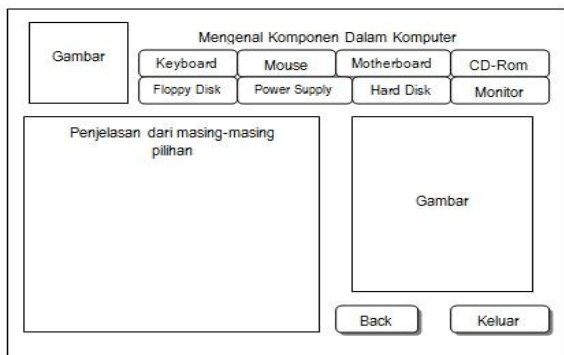 Gambar
Mengenal Komponen Dalam Komputer
Keyboard
Mouse
Motherboard
CD-Rom
Floppy Disk
Power Supply
Hard Disk
Monitor
Penjelasan dari masing-masing
pilihan
Gambar
Back
Keluar